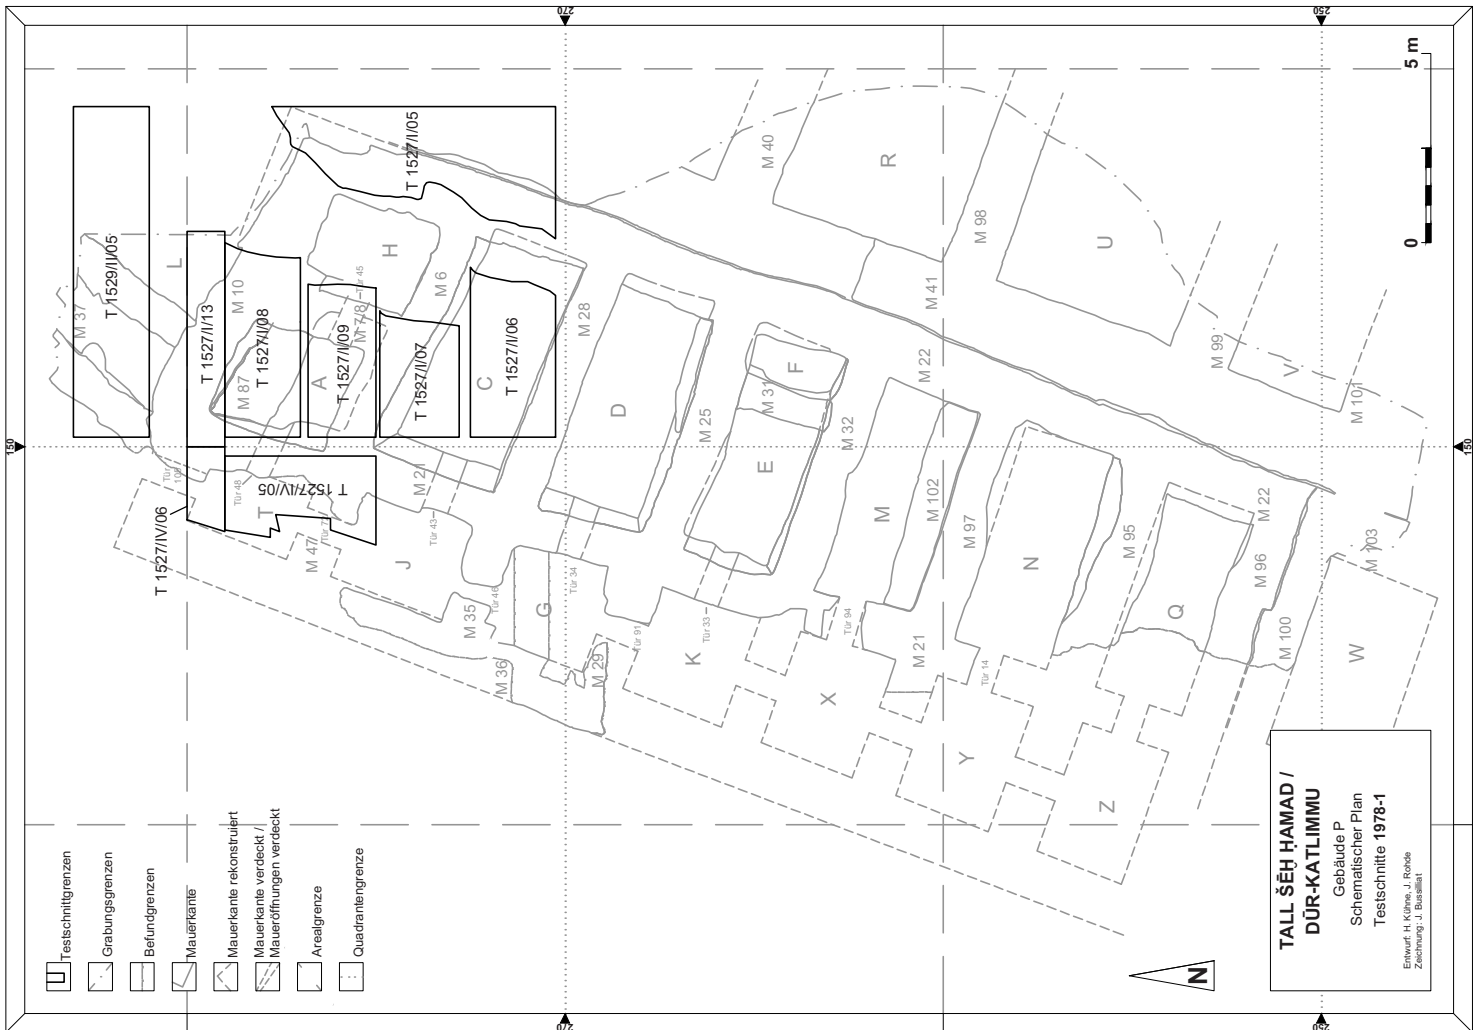 TALL ŠĒḪ ḤAMAD /
DŪR-KATLIMMU
Gebäude P
Schematischer Plan
Testschnitte 1978-1
Entwurf: H. Kühne, J. Rohde
Zeichnung: J. Bussiliat
Testschnittgrenzen
Grabungsgrenzen
Befundgrenzen
Mauerkante
Mauerkante rekonstruiert
Mauerkante verdeckt /
Maueröffnungen verdeckt
Arealgrenze
Quadrantengrenze
N
0
5 m
270
250
150
150
270
250
T 1529/II/05
T 1527/I/13
T 1527/I/08
T 1527/I/09
T 1527/I/07
T 1527/I/06
T 1527/I/05
T 1527/IV/05
T 1527/IV/06
M 37
L
M 10
M 87
A
M 7/8
Tür 45
H
M 6
C
M 28
D
M 25
M 31
F
E
M 32
M 22
M
M 102
M 97
N
M 95
M 22
M 96
Q
M 100
M 103
W
M 40
R
M 98
M 41
U
M 99
V
M 101
Tür 48
T
M 47
J
M 21
Tür 43
M 35
Tür 46
G
Tür 34
M 36
M 29
Tür 91
K
Tür 33
Tür 94
X
M 21
Tür 14
Y
Z